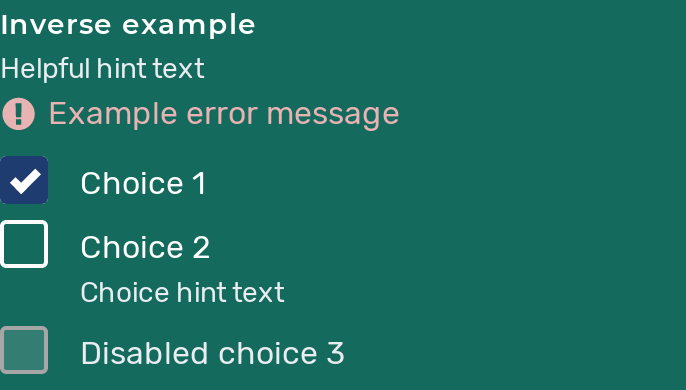 Inverse example
Helpful hint text
Example error message
Choice 1
Choice 2
Choice hint text
Disabled choice 3